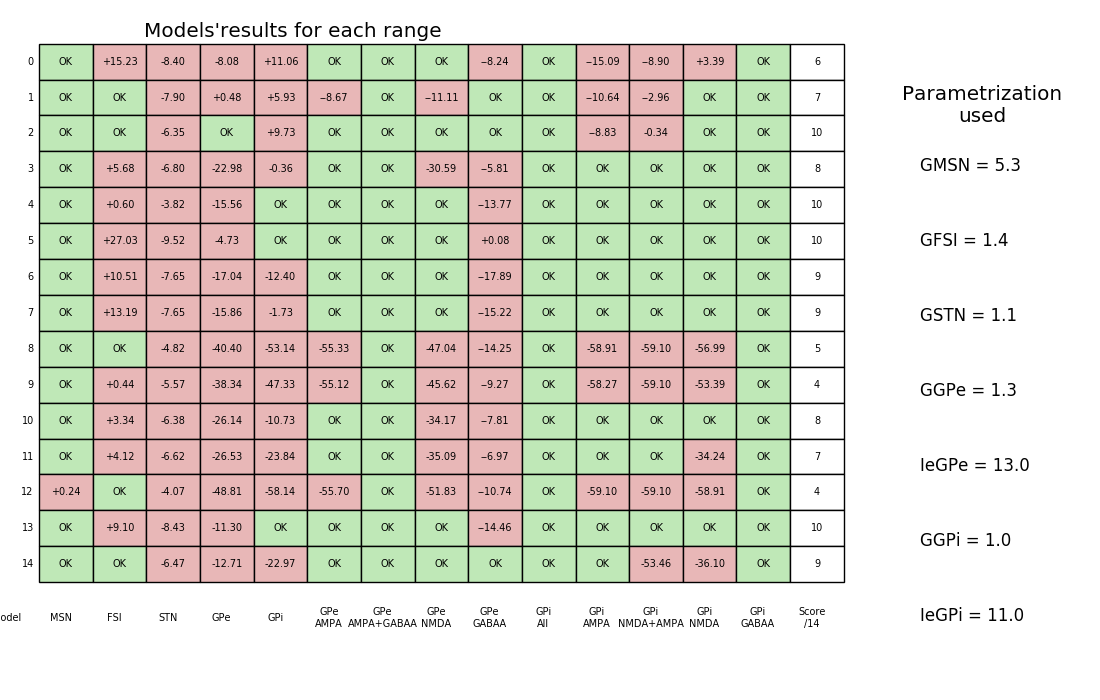 Models'results for each range
0 OK +15.23 -8.40 -8.08 +11.06 OK OK OK --8.24 OK --15.09 --8.90 +3.39 OK 6
1 OK OK -7.90 +0.48 +5.93 --8.67 OK --11.11 OK OK --10.64 --2.96 OK OK 7
2 OK OK -6.35 OK +9.73 OK OK OK OK OK --8.83 -0.34 OK OK 10
3 OK +5.68 -6.80 -22.98 -0.36 OK OK -30.59 --5.81 OK OK OK OK OK 8
4 OK +0.60 -3.82 -15.56 OK OK OK OK --13.77 OK OK OK OK OK 10
5 OK +27.03 -9.52 -4.73 OK OK OK OK +0.08 OK OK OK OK OK 10
6 OK +10.51 -7.65 -17.04 -12.40 OK OK OK --17.89 OK OK OK OK OK 9
7 OK +13.19 -7.65 -15.86 -1.73 OK OK OK --15.22 OK OK OK OK OK 9
8 OK OK -4.82 -40.40 -53.14 -55.33 OK -47.04 --14.25 OK -58.91 -59.10 -56.99 OK 5
9 OK +0.44 -5.57 -38.34 -47.33 -55.12 OK -45.62 --9.27 OK -58.27 -59.10 -53.39 OK 4
10 OK +3.34 -6.38 -26.14 -10.73 OK OK -34.17 --7.81 OK OK OK OK OK 8
11 OK +4.12 -6.62 -26.53 -23.84 OK OK -35.09 --6.97 OK OK OK -34.24 OK 7
12 +0.24 OK -4.07 -48.81 -58.14 -55.70 OK -51.83 --10.74 OK -59.10 -59.10 -58.91 OK 4
13 OK +9.10 -8.43 -11.30 OK OK OK OK --14.46 OK OK OK OK OK 10
14 OK OK -6.47 -12.71 -22.97 OK OK OK OK OK OK -53.46 -36.10 OK 9
odel MSN FSI STN GPe GPi GPe AMPA GPe AMPA+GABAA GPe NMDA GPe GABAA GPi All GPi AMPA GPi NMDA+AMPA GPi NMDA GPi GABAA Score /14
Parametrization
used
GMSN = 5.3
GFSI = 1.4
GSTN = 1.1
GGPe = 1.3
IeGPe = 13.0
GGPi = 1.0
IeGPi = 11.0